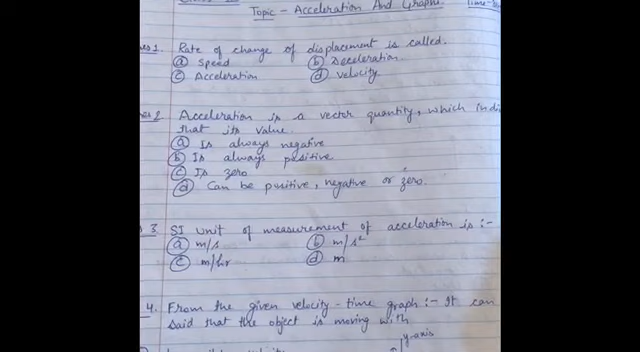 Topic - Acceleration And Graphs
Ques 1. Rate of change of displacement is called.
(a) Speed (b) Deceleration.
(c) Acceleration (d) velocity.
Ques 2 Acceleration is a vector quantity, which indi
that its value.
(a) Is always negative
(b) Is always positive
(c) Is zero
(d) Can be positive, negative or zero.
3. SI Unit of measurement of acceleration is :-
(a) m/s (b) m/s²
(c) m/hr (d) m
4. From the given velocity - time graph :- It can
said that the object is moving with
y-axis